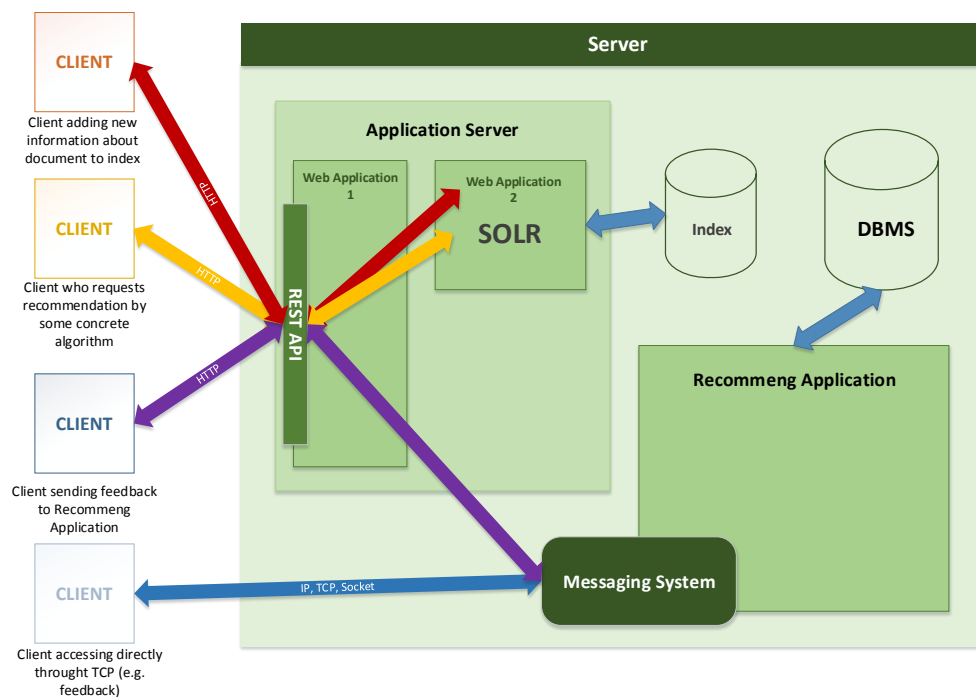 Server
CLIENT
Client adding new
information about
document to index
HTTP
CLIENT
Client who requests
recommendation by
some concrete
algorithm
HTTP
CLIENT
Client sending feedback
to Recommeng
Application
HTTP
CLIENT
Client accessing directly
throught TCP (e.g.
feedback)
IP, TCP, Socket
Application Server
Web Application
1
REST API
Web Application
2
SOLR
Index
DBMS
Recommeng Application
Messaging System